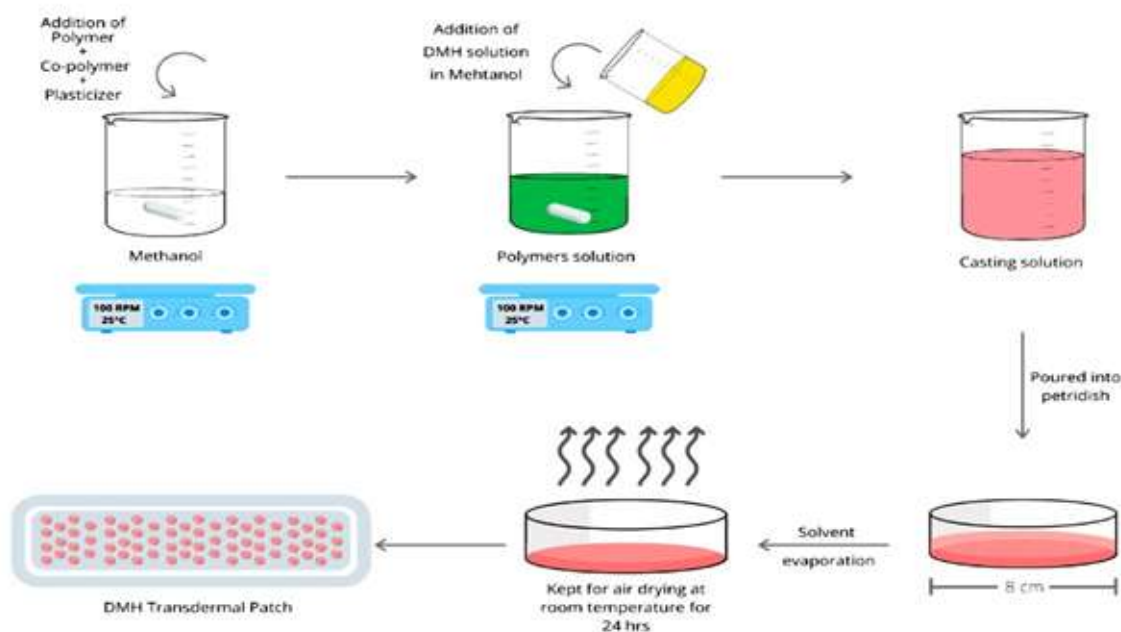 Addition of
Polymer
+
Co-polymer
+
Plasticizer
Methanol
100 RPM
25°C
Addition of
DMH solution
in Mehtanol
Polymers solution
100 RPM
25°C
Casting solution
Poured into
petridish
8 cm
Solvent
evaporation
Kept for air drying at
room temperature for
24 hrs
DMH Transdermal Patch